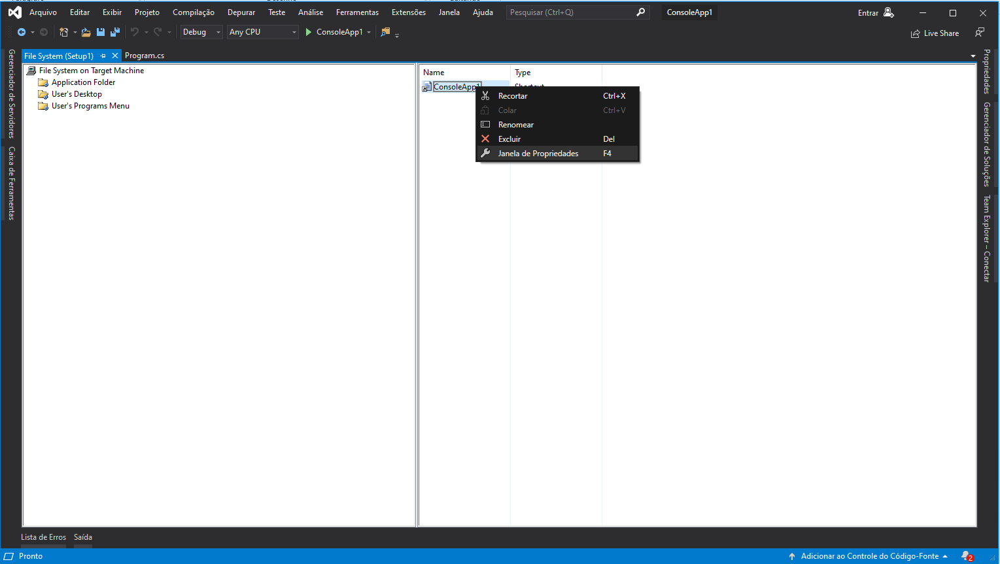 Arquivo Editar Exibir Projeto Compilação Depurar Teste Análise Ferramentas Extensões Janela Ajuda Pesquisar (Ctrl+Q) ConsoleApp1 Entrar
Debug Any CPU ConsoleApp1 Live Share
File System (Setup1) Program.cs
Gerenciador de Servidores
Caixa de Ferramentas
File System on Target Machine
Application Folder
User's Desktop
User's Programs Menu
Name Type
ConsoleApp1 Shortcut
Recortar Ctrl+X
Colar Ctrl+V
Renomear
Excluir Del
Janela de Propriedades F4
Propriedades
Gerenciador de Soluções
Team Explorer – Conectar
Lista de Erros Saída
Pronto Adicionar ao Controle do Código-Fonte 2